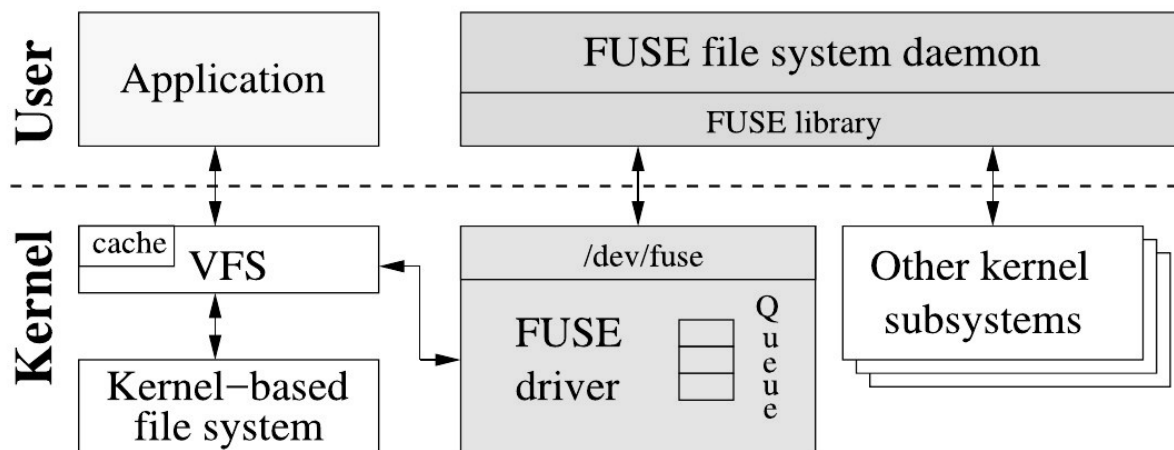 User
Application
FUSE file system daemon
FUSE library
Kernel
cache
VFS
Kernel−based
file system
/dev/fuse
FUSE
driver
Queue
Other kernel
subsystems